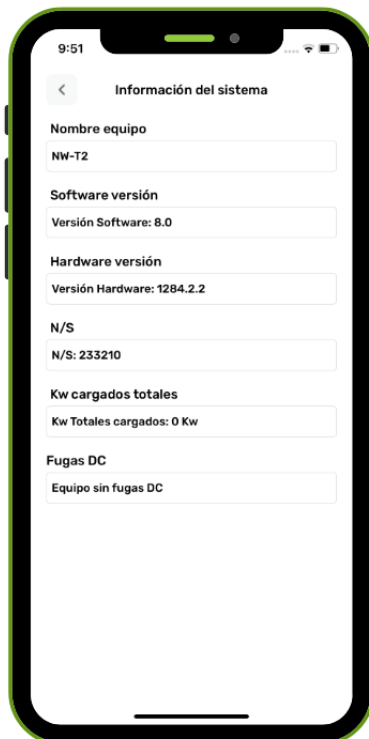 9:51
Información del sistema
Nombre equipo
NW-T2
Software versión
Versión Software: 8.0
Hardware versión
Versión Hardware: 1284.2.2
N/S
N/S: 233210
Kw cargados totales
Kw Totales cargados: 0 Kw
Fugas DC
Equipo sin fugas DC